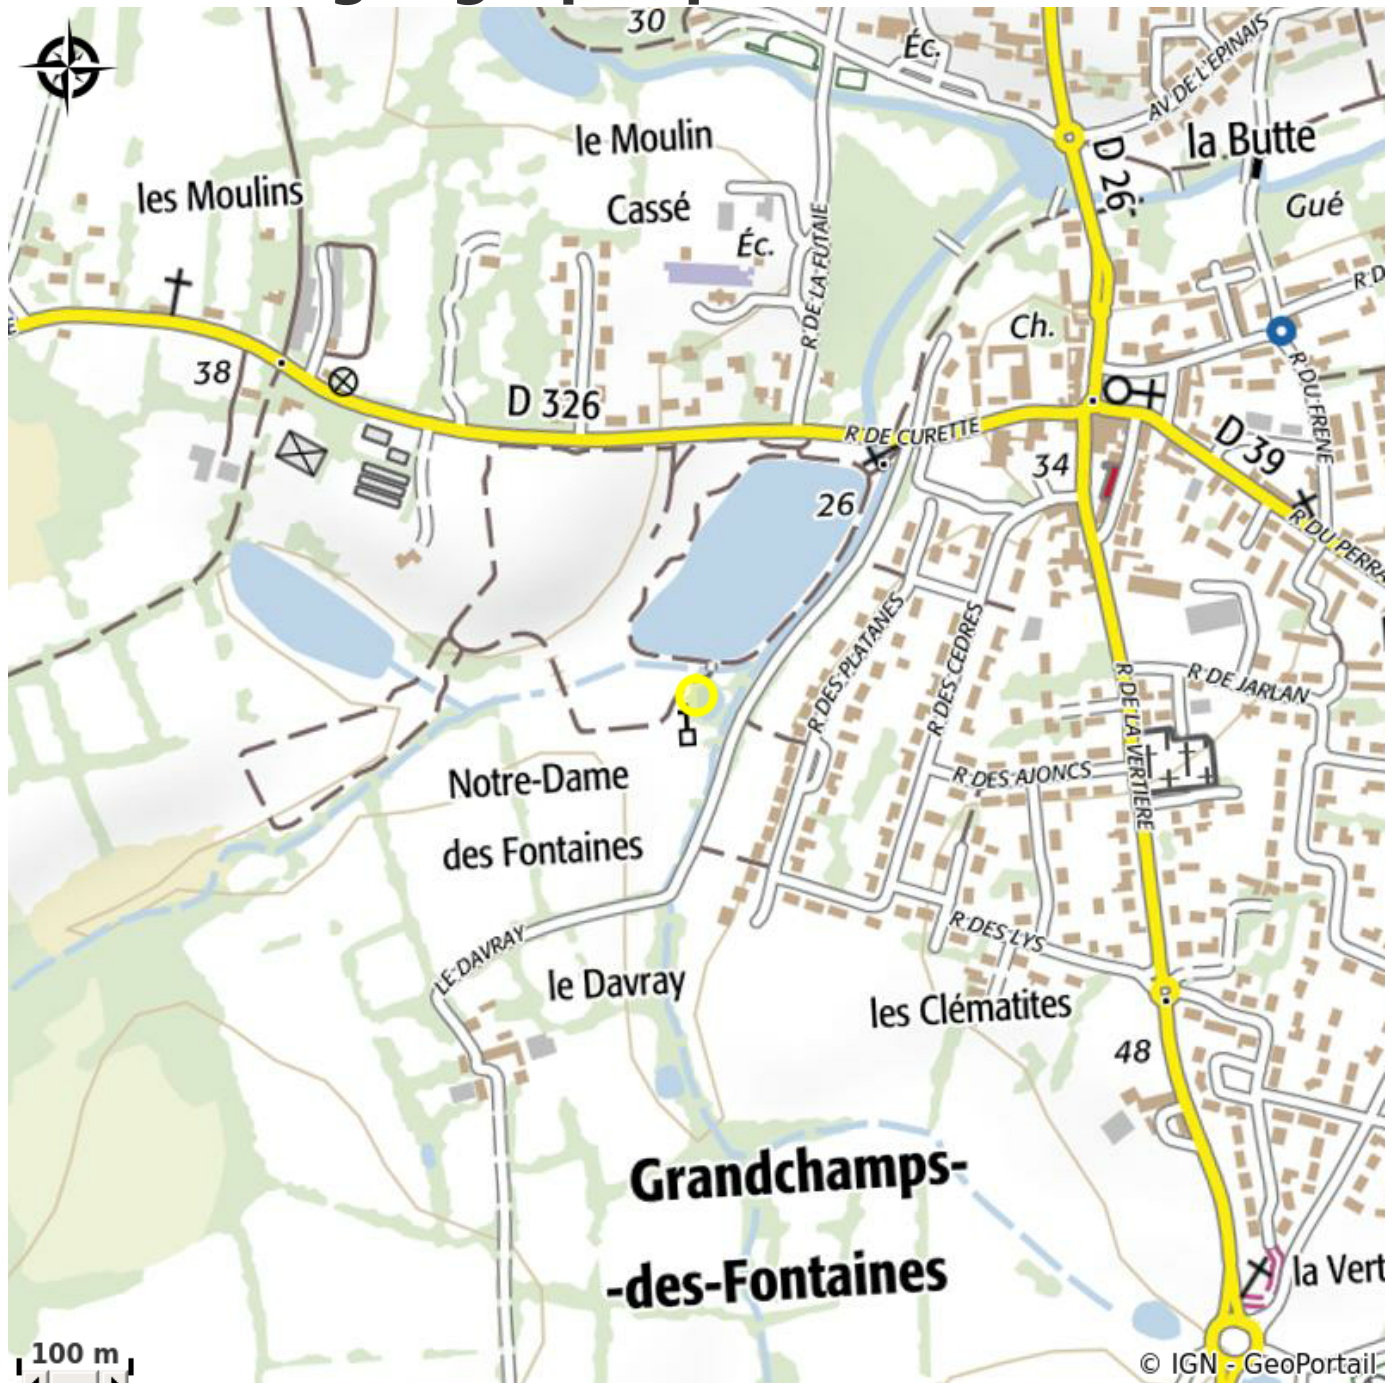 30
Éc.
AV DE L'EPINAIS
le Moulin
Cassé
la Butte
D 26
les Moulins
Gué
Éc.
R DE LA FUTAIE
R D
Ch.
38
D 326
R DE CURETTE
R DU FRENE
D 39
34
26
R DU PERRA
R DES PLATANES
R DES CEDRES
R DE LA VERTIERE
R DE JARLAN
R DES AJONCS
Notre-Dame
des Fontaines
R DES LYS
LE DAVRAY
le Davray
les Clématites
48
Grandchamps-
-des-Fontaines
la Vert
100 m
© IGN - GeoPortail